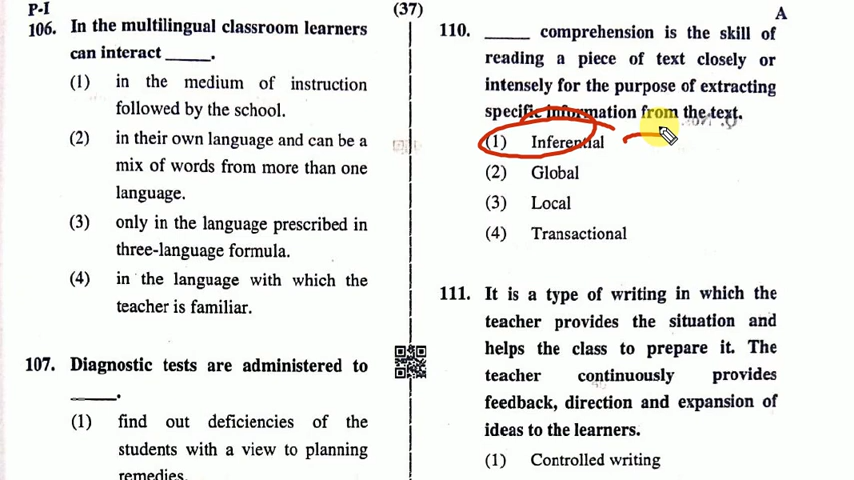 P-I
(37)
A
106. In the multilingual classroom learners
can interact _____.
(1) in the medium of instruction
followed by the school.
(2) in their own language and can be a
mix of words from more than one
language.
(3) only in the language prescribed in
three-language formula.
(4) in the language with which the
teacher is familiar.
107. Diagnostic tests are administered to
_____.
(1) find out deficiencies of the
students with a view to planning
remedies.
110. _____ comprehension is the skill of
reading a piece of text closely or
intensely for the purpose of extracting
specific information from the text.
(1) Inferential
(2) Global
(3) Local
(4) Transactional
111. It is a type of writing in which the
teacher provides the situation and
helps the class to prepare it. The
teacher continuously provides
feedback, direction and expansion of
ideas to the learners.
(1) Controlled writing